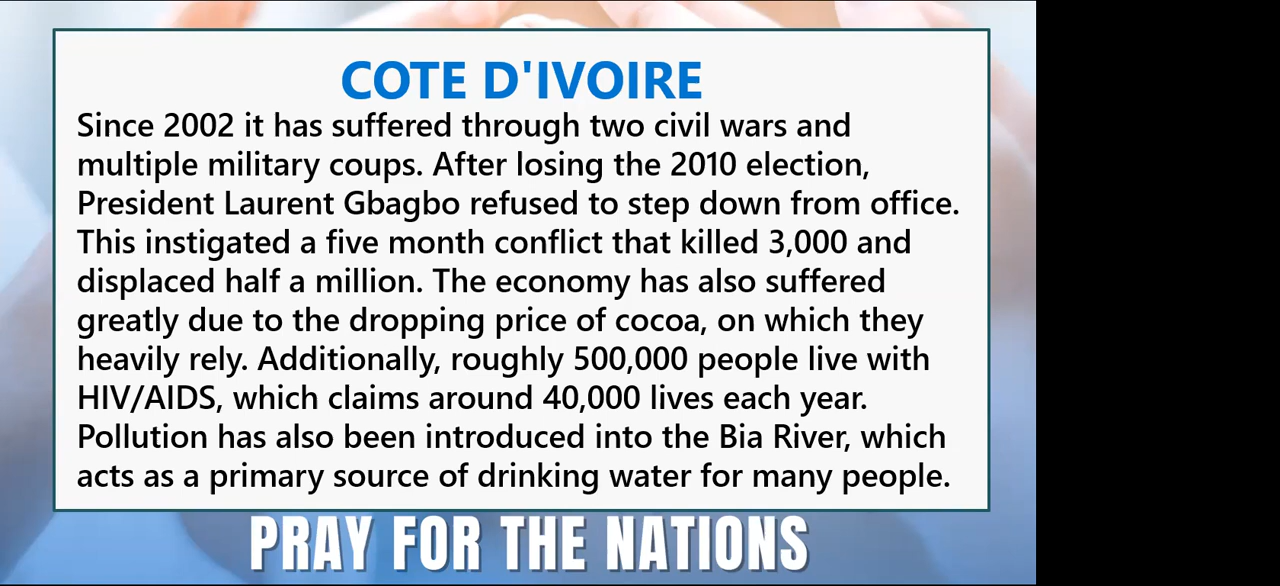 COTE D'IVOIRE
Since 2002 it has suffered through two civil wars and
multiple military coups. After losing the 2010 election,
President Laurent Gbagbo refused to step down from office.
This instigated a five month conflict that killed 3,000 and
displaced half a million. The economy has also suffered
greatly due to the dropping price of cocoa, on which they
heavily rely. Additionally, roughly 500,000 people live with
HIV/AIDS, which claims around 40,000 lives each year.
Pollution has also been introduced into the Bia River, which
acts as a primary source of drinking water for many people.
PRAY FOR THE NATIONS